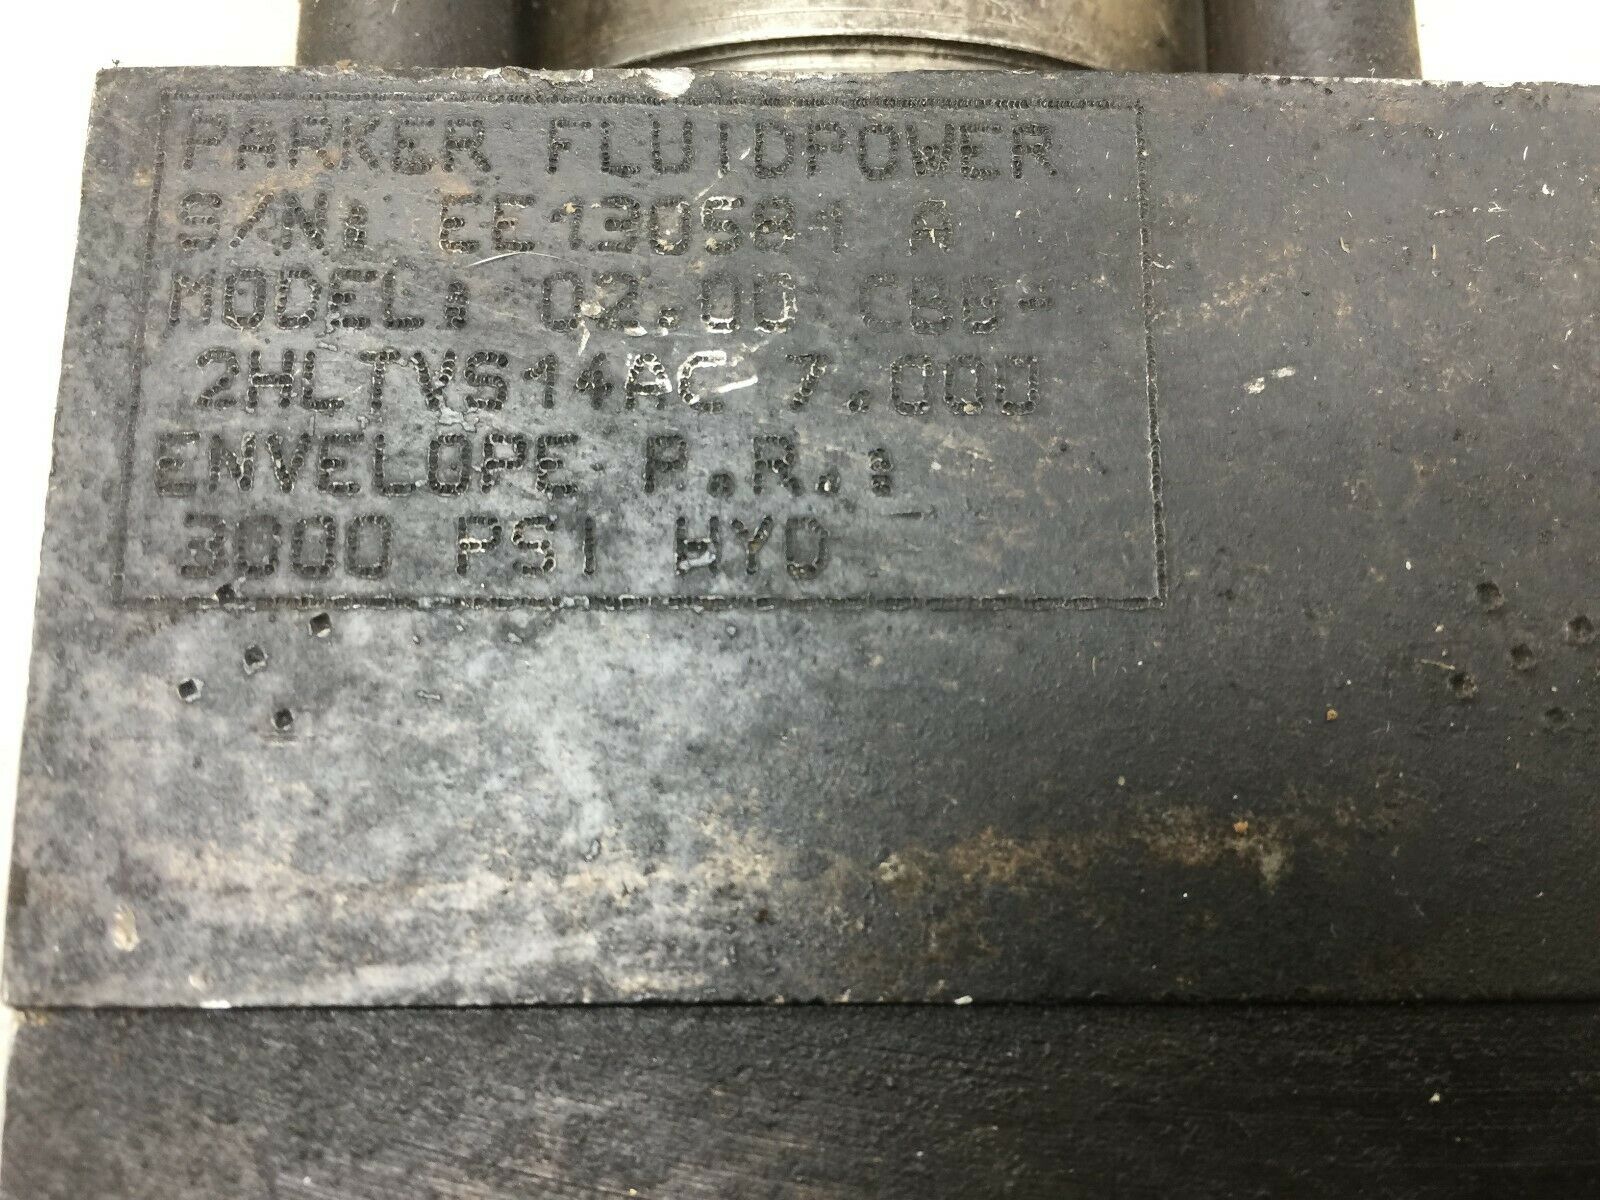 PARKER FLUIDPOWER
S/N: EE130581 A
MODEL: 02.00 CBB-
2HLTVS14AC 7.000
ENVELOPE P.R.:
3000 PSI HYD